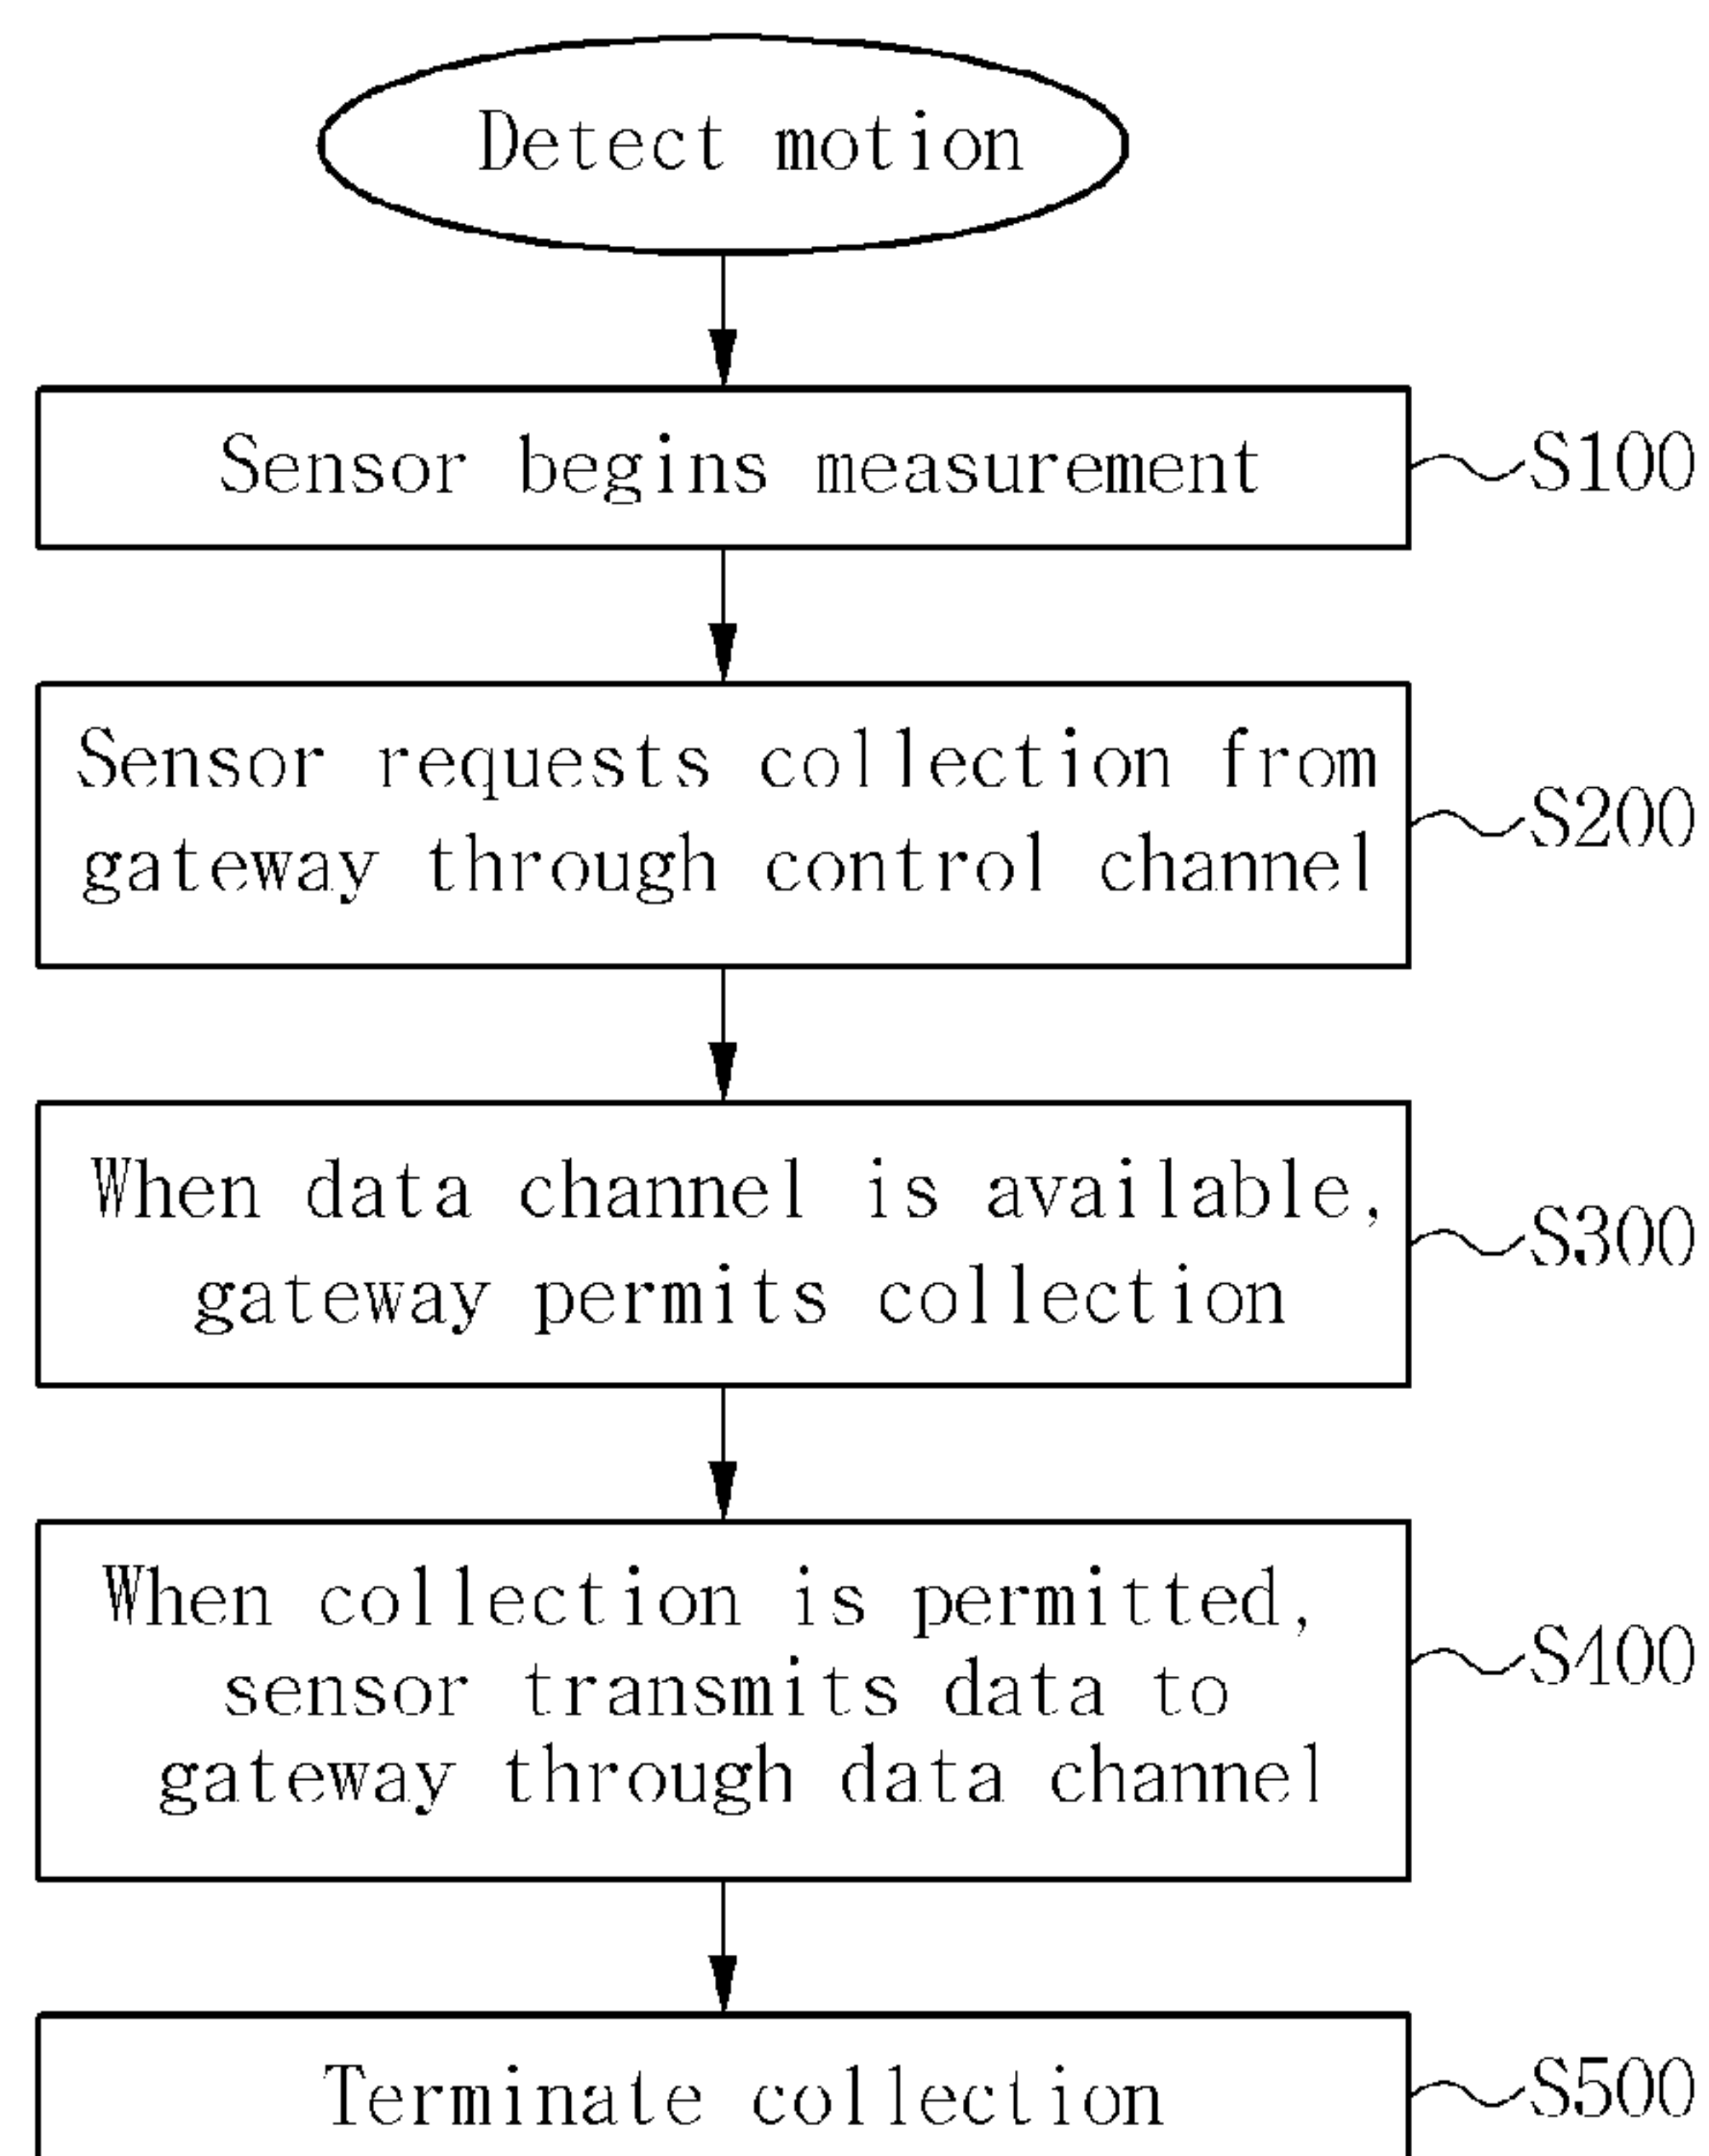 Detect motion
Sensor begins measurement
S100
Sensor requests collection from
gateway through control channel
S200
When data channel is available,
gateway permits collection
S300
When collection is permitted,
sensor transmits data to
gateway through data channel
S400
Terminate collection
S500